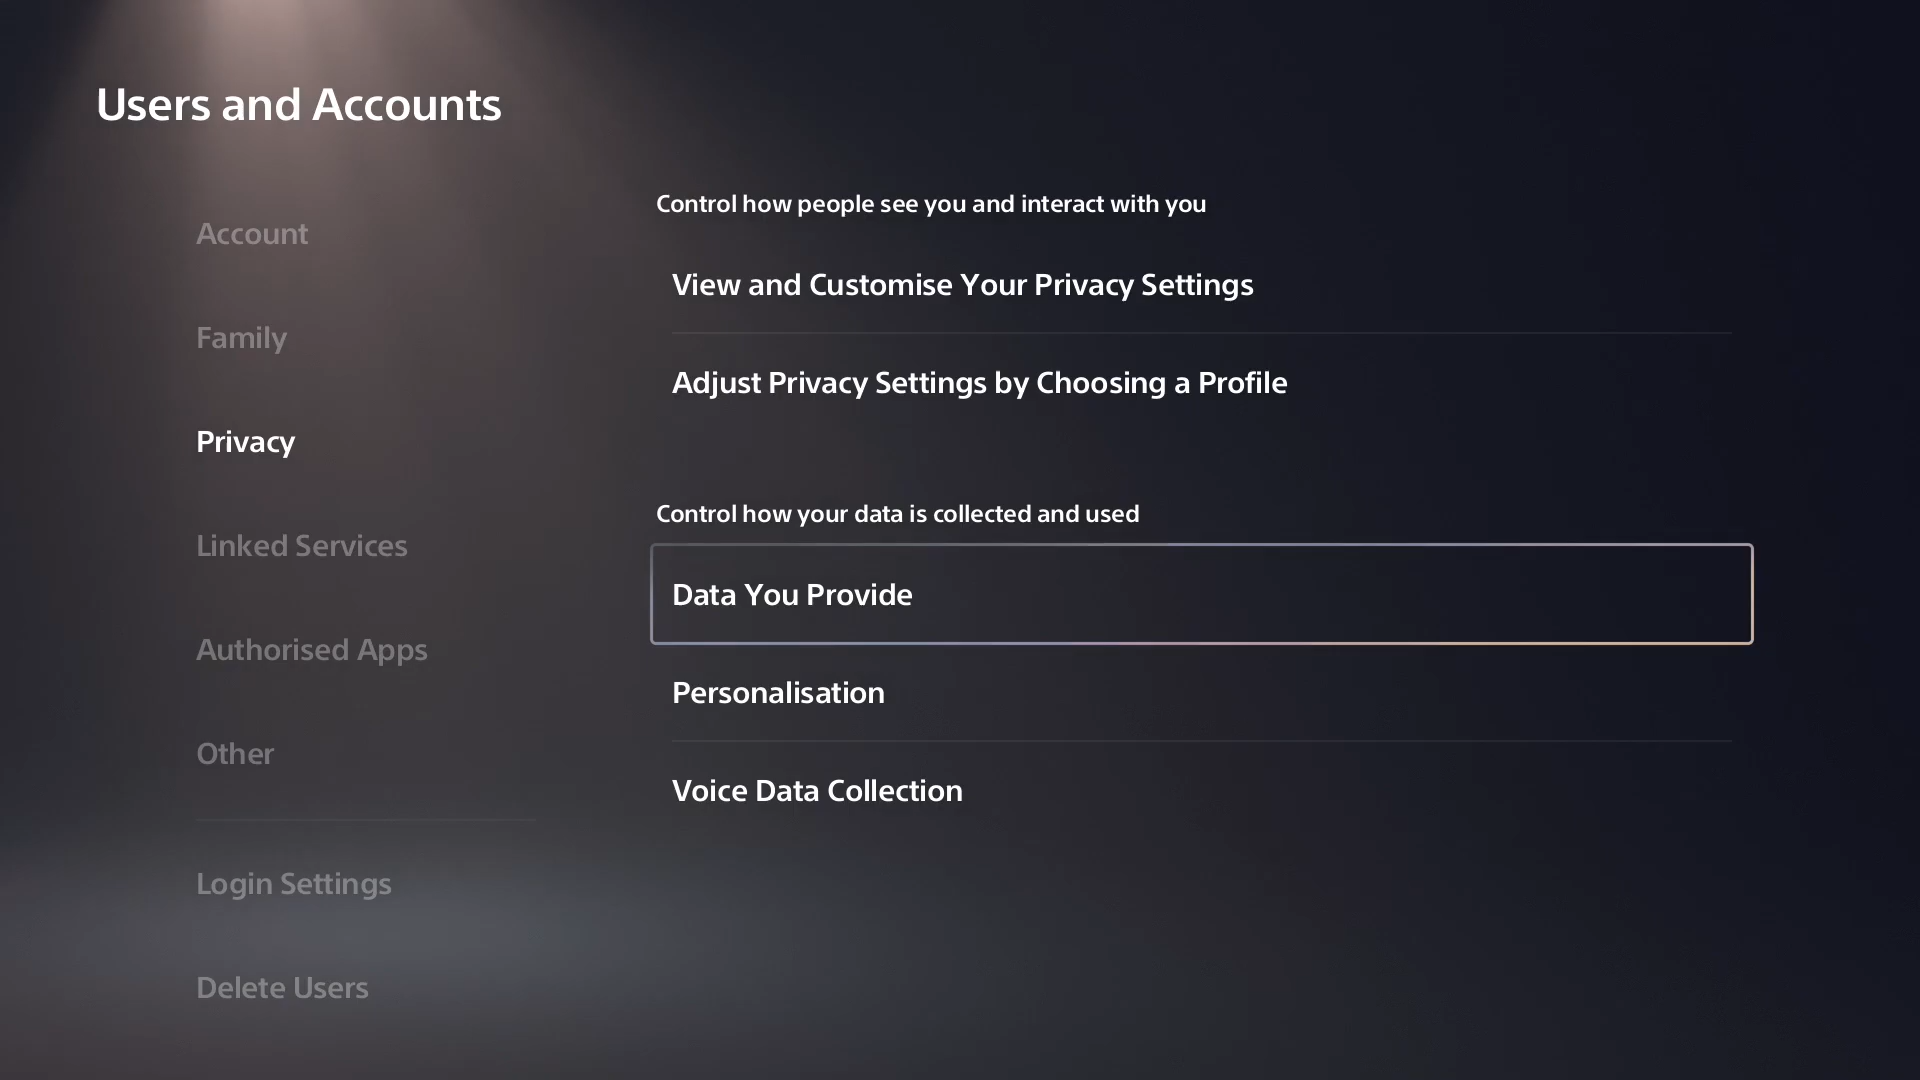 Users and Accounts
Account
Family
Privacy
Linked Services
Authorised Apps
Other
Login Settings
Delete Users
Control how people see you and interact with you
View and Customise Your Privacy Settings
Adjust Privacy Settings by Choosing a Profile
Control how your data is collected and used
Data You Provide
Personalisation
Voice Data Collection